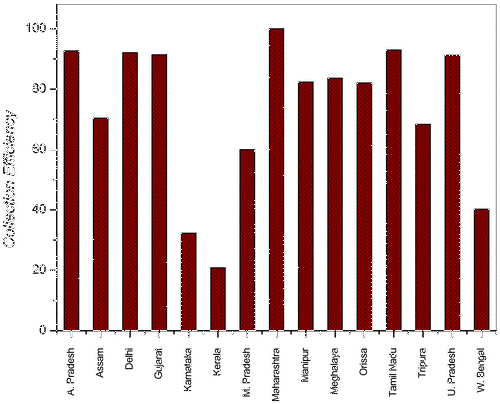 Collection Efficiency
100
80
60
40
20
0
A. Pradesh
Assam
Delhi
Gujarat
Karnataka
Kerala
M. Pradesh
Maharashtra
Manipur
Meghalaya
Orissa
Tamil Nadu
Tripura
U. Pradesh
W. Bengal